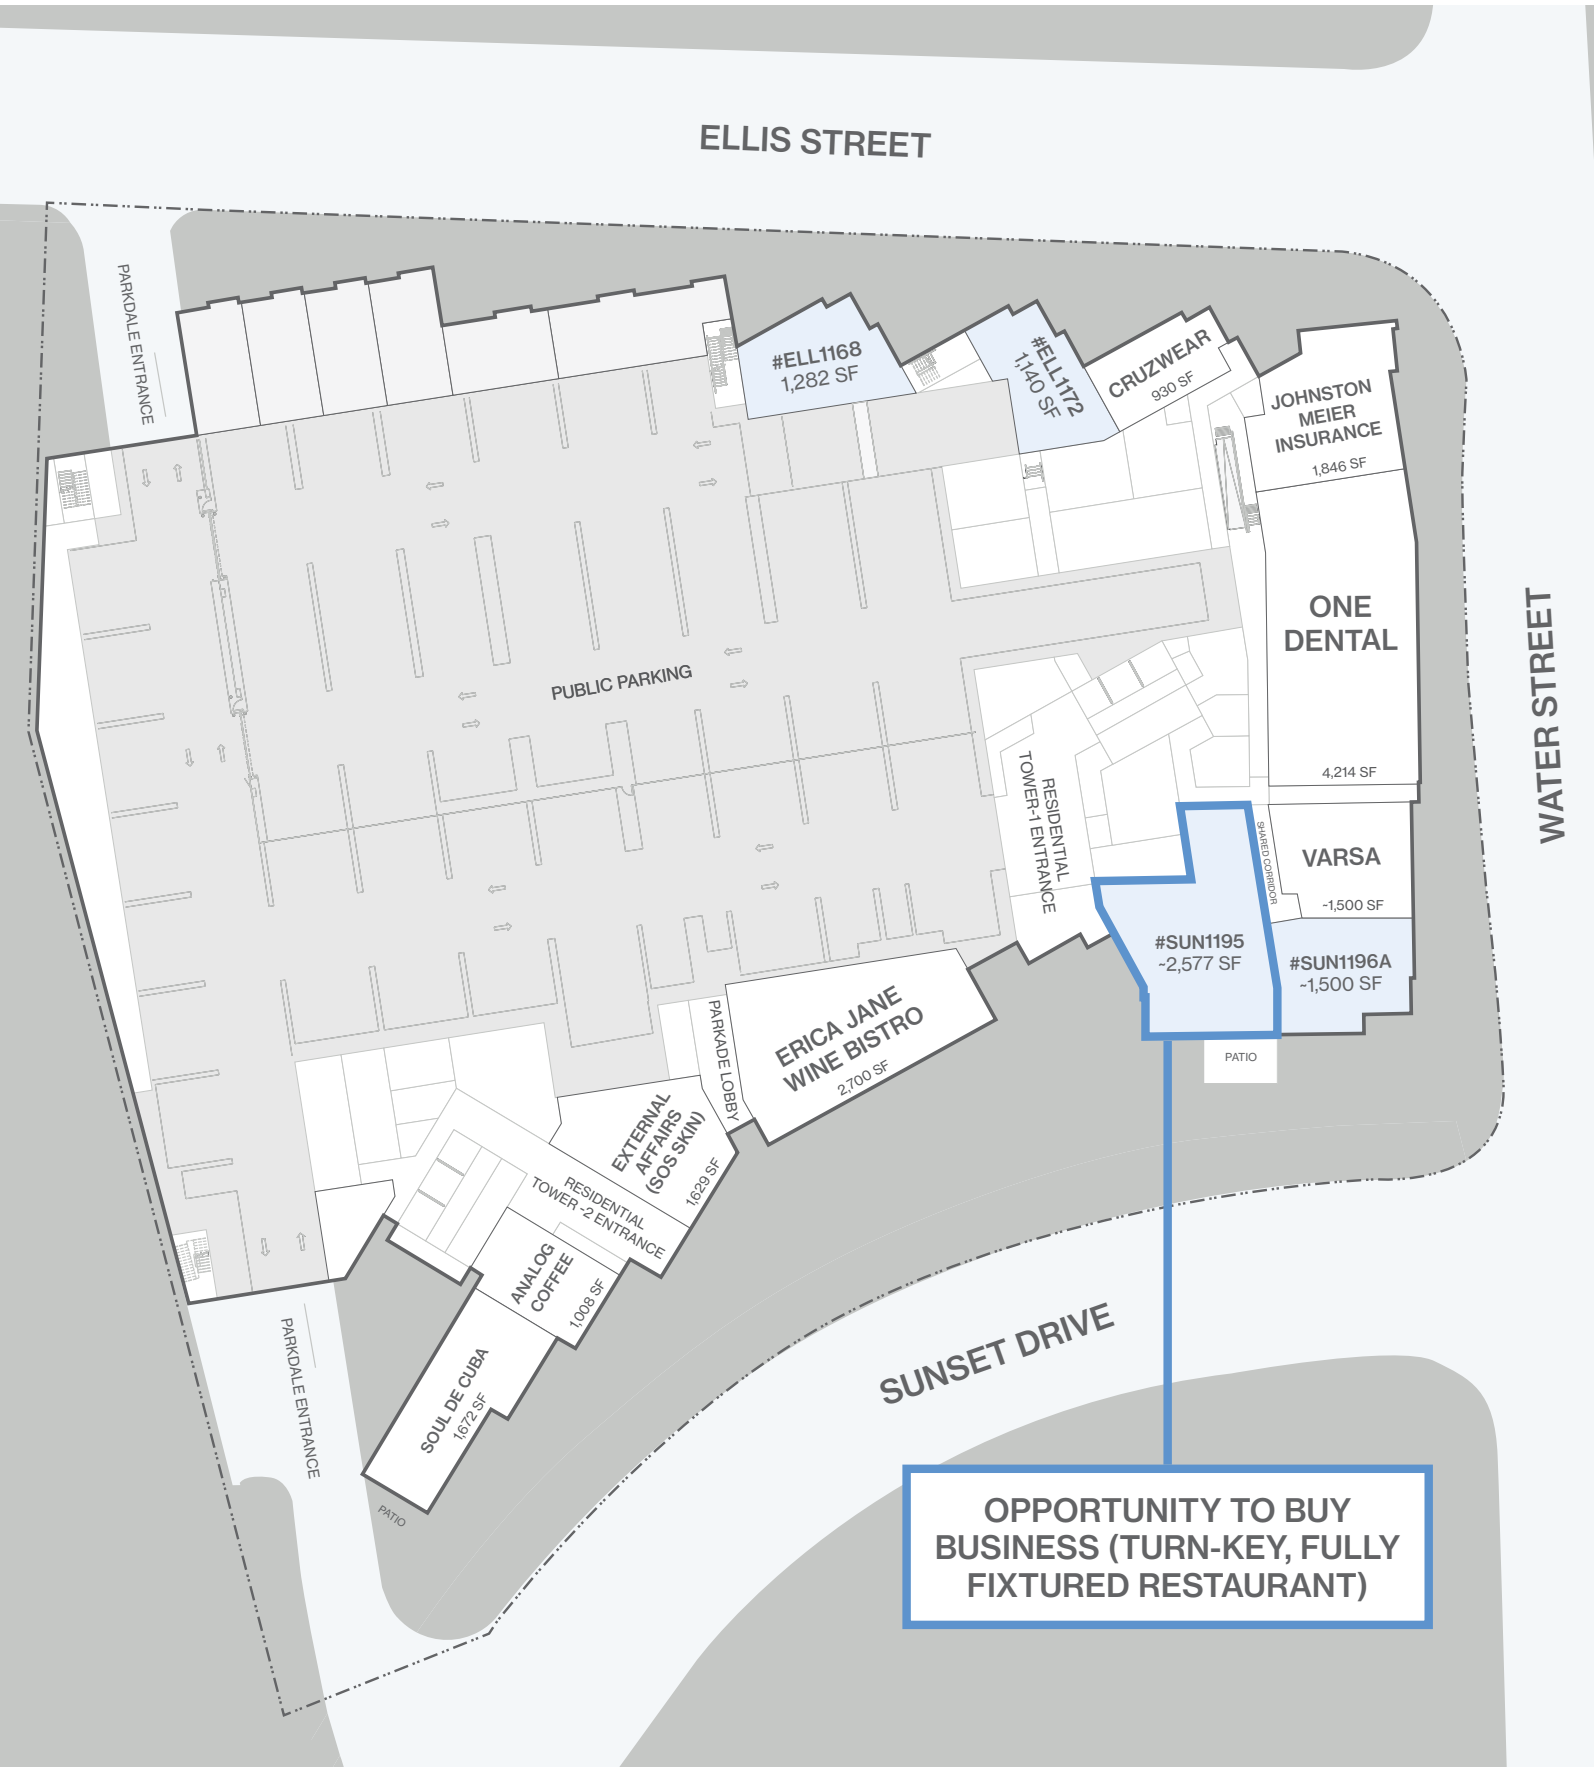 ELLIS STREET
PARKDALE ENTRANCE
#ELL1168
1,282 SF
#ELL1172
1,140 SF
CRUZWEAR
930 SF
JOHNSTON
MEIER
INSURANCE
1,846 SF
ONE
DENTAL
4,214 SF
WATER STREET
PUBLIC PARKING
RESIDENTIAL
TOWER-1 ENTRANCE
SHARED CORRIDOR
VARSA
~1,500 SF
#SUN1195
~2,577 SF
#SUN1196A
~1,500 SF
PATIO
ERICA JANE
WINE BISTRO
2,700 SF
PARKADE LOBBY
EXTERNAL
AFFAIRS
(SOS SKIN)
1,629 SF
RESIDENTIAL
TOWER -2 ENTRANCE
ANALOG
COFFEE
1,008 SF
SOUL DE CUBA
1,672 SF
PATIO
PARKDALE ENTRANCE
SUNSET DRIVE
OPPORTUNITY TO BUY
BUSINESS (TURN-KEY, FULLY
FIXTURED RESTAURANT)